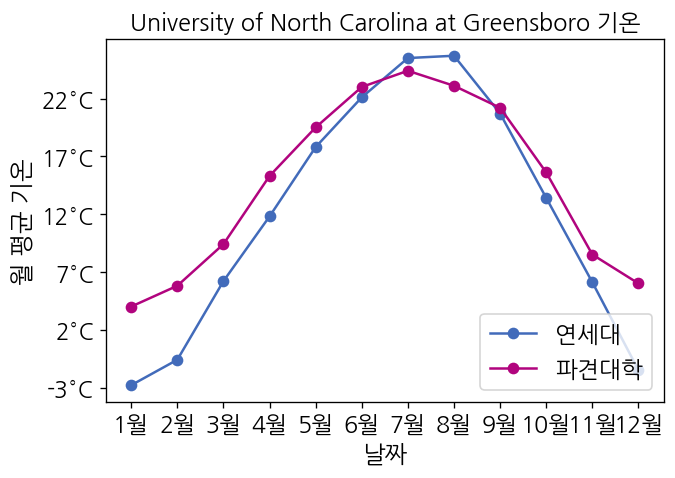 University of North Carolina at Greensboro 기온
월 평균 기온
22˚C
17˚C
12˚C
7˚C
2˚C
-3˚C
연세대
파견대학
1월 2월 3월 4월 5월 6월 7월 8월 9월 10월 11월 12월
날짜